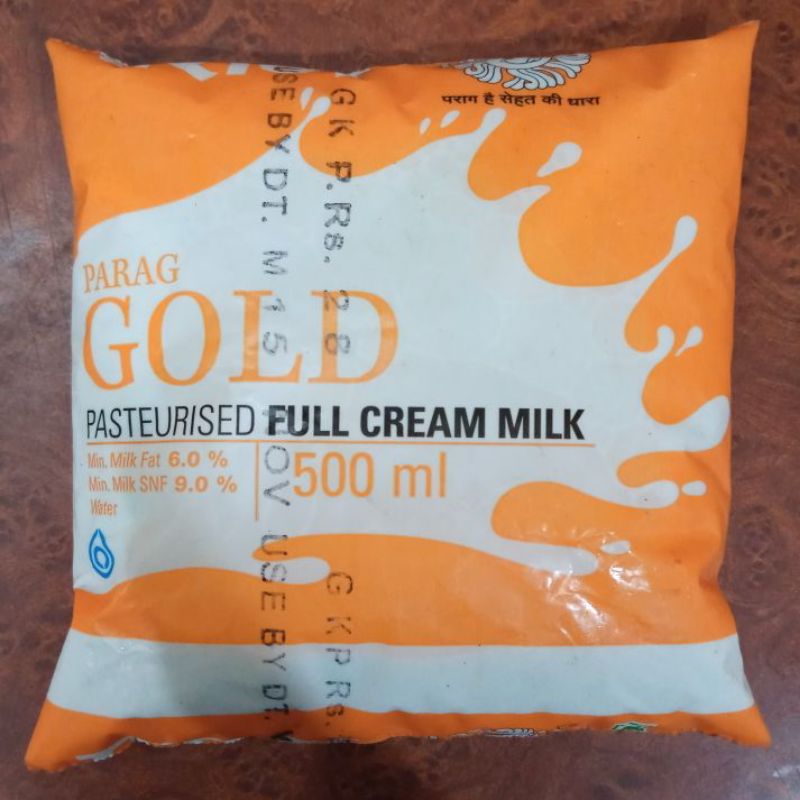 पराग है सेहत की धारा
PARAG
GOLD
PASTEURISED FULL CREAM MILK
Min. Milk Fat 6.0 %
Min. Milk SNF 9.0 %
Water
500 ml
G K P.Rs. 28
USE BY DT. M 15 NOV USE BY DT.
G K P Rs.